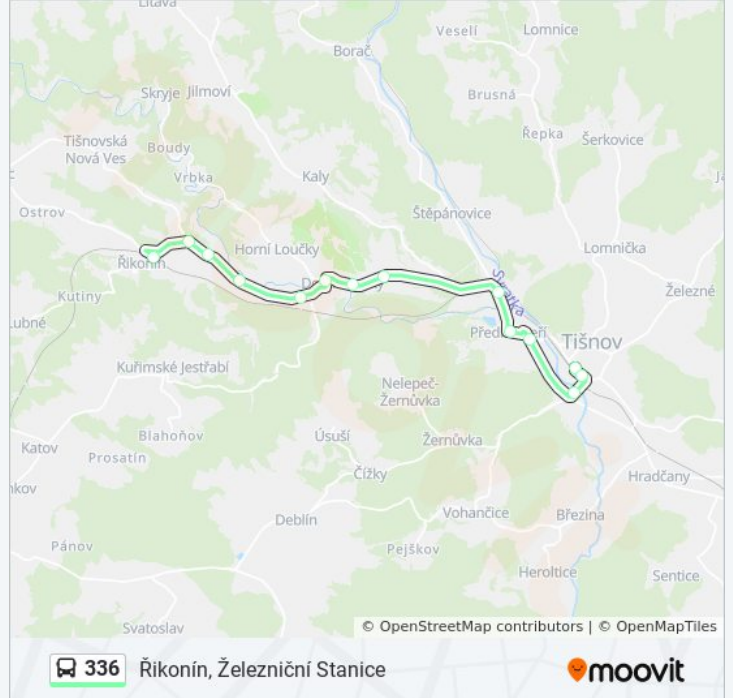 Litava
Veselí
Lomnice
Borač
Skryje
Jilmoví
Brusná
Tišnovská
Nová Ves
Boudy
Řepka
Šerkovice
Vrbka
Kaly
Ostrov
Štěpánovice
Horní Loučky
Lomnička
Řikonín
Svratka
Železné
Kutiny
Lubné
Tišnov
Kuřimské Jestřabí
Nelepeč-
Žernůvka
Blahoňov
Úsuší
Žernůvka
Katov
Prosatín
Čížky
Hradčany
nkov
Vohančice
Březina
Deblín
Pánov
Pejškov
Heroltice
Sentice
Svatoslav
© OpenStreetMap contributors | © OpenMapTiles
336 Řikonín, Železniční Stanice
moovit